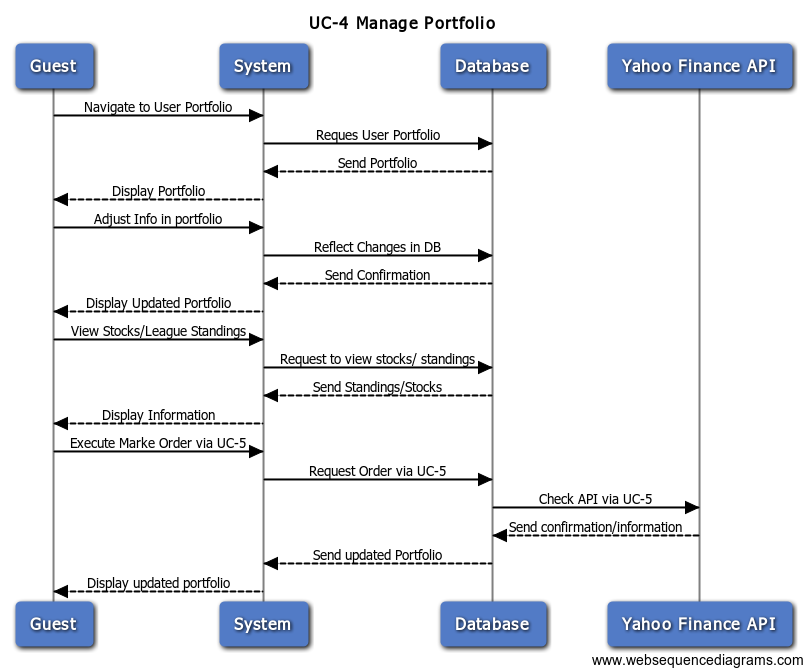 UC-4 Manage Portfolio
Guest
System
Database
Yahoo Finance API
Navigate to User Portfolio
Reques User Portfolio
Send Portfolio
Display Portfolio
Adjust Info in portfolio
Reflect Changes in DB
Send Confirmation
Display Updated Portfolio
View Stocks/League Standings
Request to view stocks/ standings
Send Standings/Stocks
Display Information
Execute Marke Order via UC-5
Request Order via UC-5
Check API via UC-5
Send confirmation/information
Send updated Portfolio
Display updated portfolio
Guest
System
Database
Yahoo Finance API
www.websequencediagrams.com